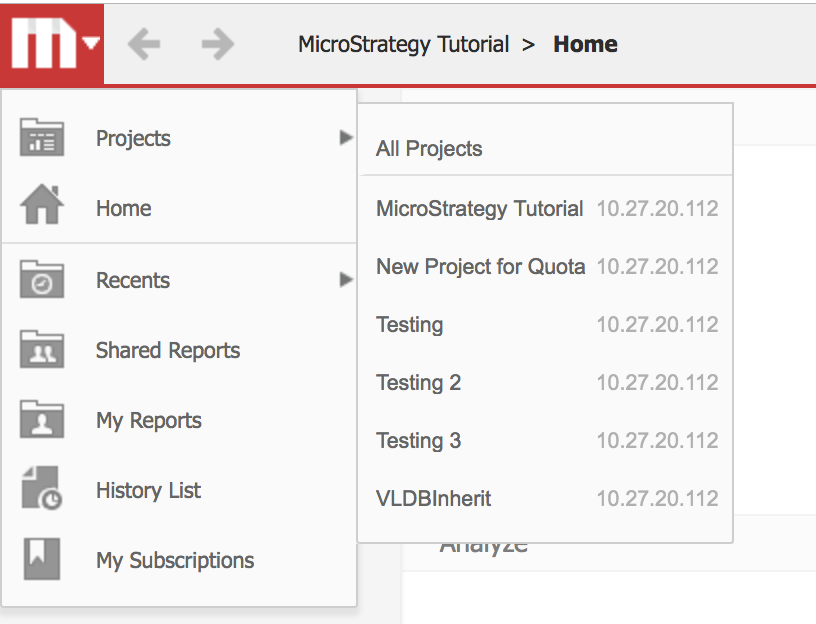 MicroStrategy Tutorial > Home
Projects
Home
Recents
Shared Reports
My Reports
History List
My Subscriptions
All Projects
MicroStrategy Tutorial 10.27.20.112
New Project for Quota 10.27.20.112
Testing 10.27.20.112
Testing 2 10.27.20.112
Testing 3 10.27.20.112
VLDBInherit 10.27.20.112
Analyze